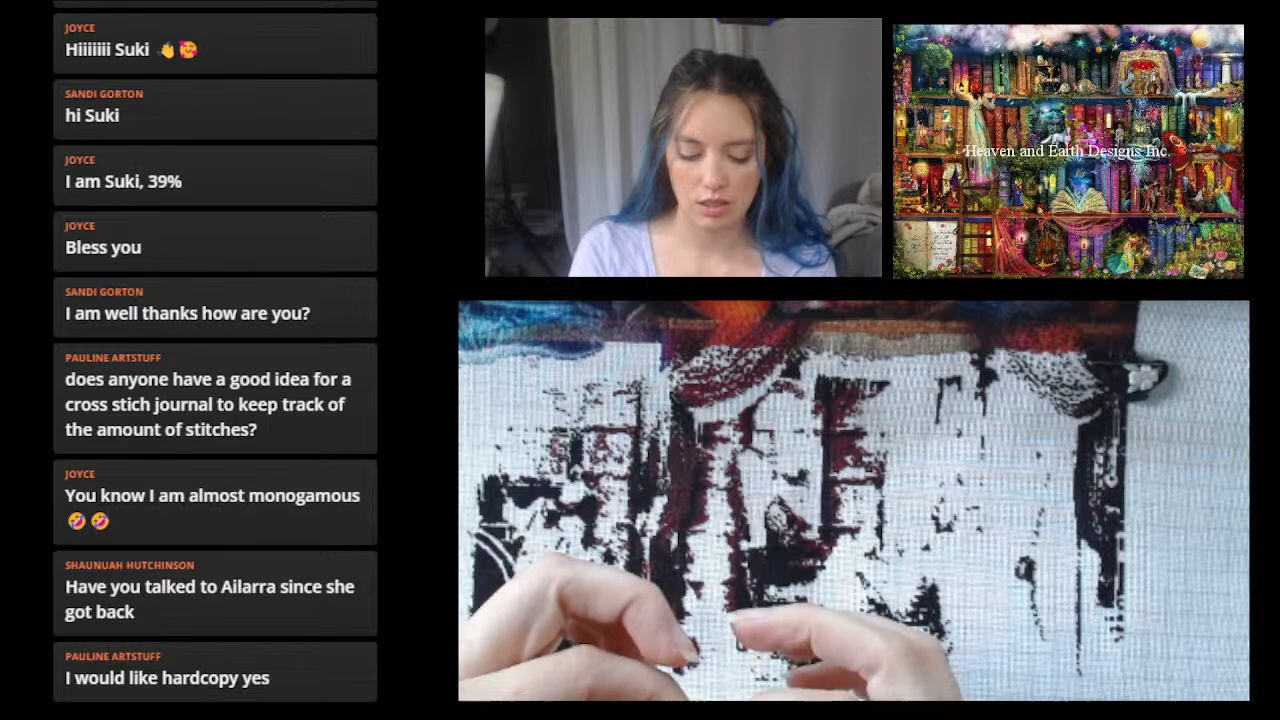 JOYCE
Hiiiiiii Suki 👋 🥰
SANDI GORTON
hi Suki
JOYCE
I am Suki, 39%
JOYCE
Bless you
SANDI GORTON
I am well thanks how are you?
PAULINE ARTSTUFF
does anyone have a good idea for a
cross stich journal to keep track of
the amount of stitches?
JOYCE
You know I am almost monogamous
🤣 🤣
SHAUNUAH HUTCHINSON
Have you talked to Ailarra since she
got back
PAULINE ARTSTUFF
I would like hardcopy yes
Heaven and Earth Designs Inc.